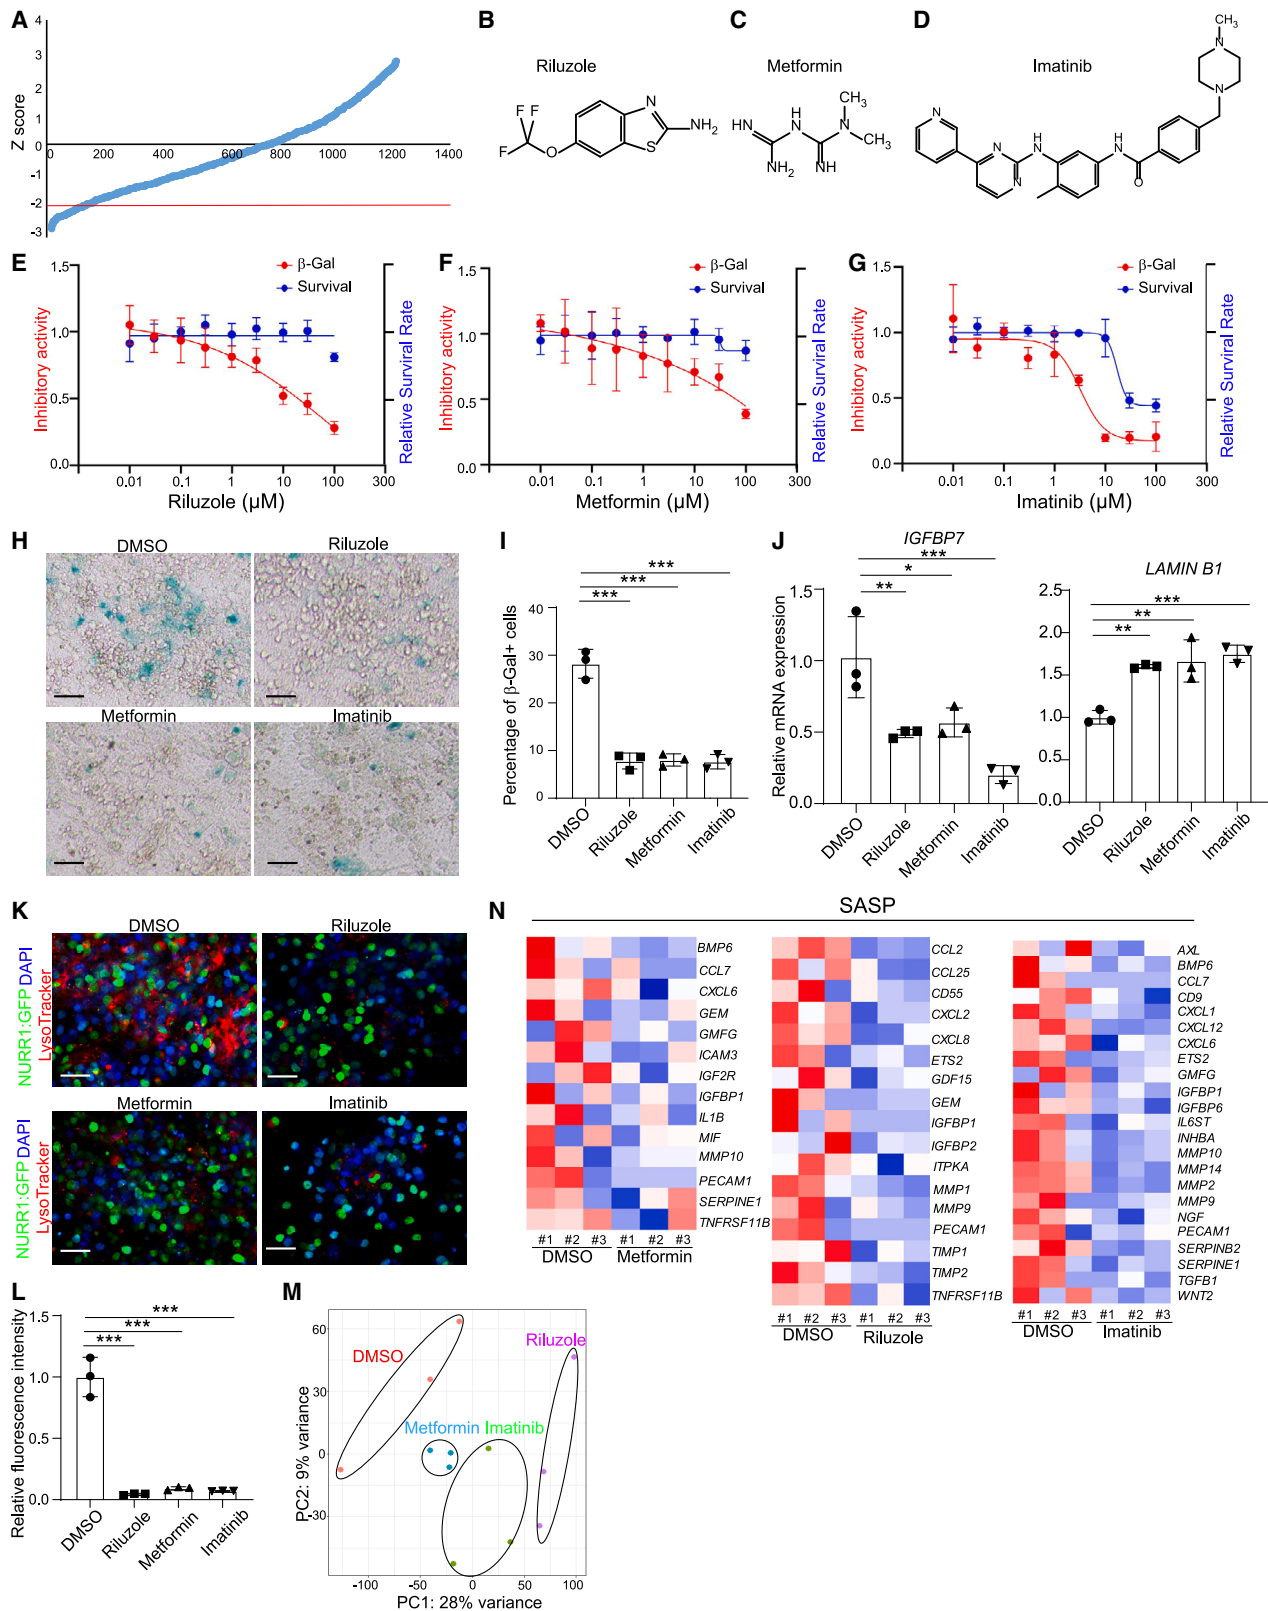 A
4
3
2
1
0
-1
-2
-3
Z score
0
200
400
600
800
1000
1200
1400
B
Riluzole
F
F
F
O
N
S
NH2
C
Metformin
NH
NH2
H
N
NH
N
CH3
CH3
D
Imatinib
N
N
N
H
N
H
N
O
N
N
CH3
E
1.5
1.0
0.5
0.0
Inhibitory activity
β-Gal
Survival
Relative Surviral Rate
0.01
0.1
1
10
100
300
Riluzole (μM)
F
1.5
1.0
0.5
0.0
Inhibitory activity
β-Gal
Survival
Relative Surviral Rate
0.01
0.1
1
10
100
300
Metformin (μM)
G
1.5
1.0
0.5
0.0
Inhibitory activity
β-Gal
Survival
Relative Surviral Rate
0.01
0.1
1
10
100
300
Imatinib (μM)
H
DMSO
Riluzole
Metformin
Imatinib
I
***
***
***
40
30
20
10
0
Percentage of β-Gal+ cells
DMSO
Riluzole
Metformin
Imatinib
J
IGFBP7
***
*
**
1.5
1.0
0.5
0.0
Relative mRNA expression
DMSO
Riluzole
Metformin
Imatinib
LAMIN B1
***
**
**
2.5
2.0
1.5
1.0
0.5
0.0
DMSO
Riluzole
Metformin
Imatinib
K
DMSO
Riluzole
NURR1:GFP DAPI
LysoTracker
Metformin
Imatinib
NURR1:GFP DAPI
LysoTracker
L
***
***
***
1.5
1.0
0.5
0.0
Relative fluorescence intensity
DMSO
Riluzole
Metformin
Imatinib
M
60
30
0
-30
PC2: 9% variance
DMSO
Metformin
Imatinib
Riluzole
-100
-50
0
50
100
PC1: 28% variance
N
SASP
BMP6
CCL7
CXCL6
GEM
GMFG
ICAM3
IGF2R
IGFBP1
IL1B
MIF
MMP10
PECAM1
SERPINE1
TNFRSF11B
#1 #2 #3 #1 #2 #3
DMSO Metformin
CCL2
CCL25
CD55
CXCL2
CXCL8
ETS2
GDF15
GEM
IGFBP1
IGFBP2
ITPKA
MMP1
MMP9
PECAM1
TIMP1
TIMP2
TNFRSF11B
#1 #2 #3 #1 #2 #3
DMSO Riluzole
AXL
BMP6
CCL7
CD9
CXCL1
CXCL12
CXCL6
ETS2
GMFG
IGFBP1
IGFBP6
IL6ST
INHBA
MMP10
MMP14
MMP2
MMP9
NGF
PECAM1
SERPINB2
SERPINE1
TGFB1
WNT2
#1 #2 #3 #1 #2 #3
DMSO Imatinib